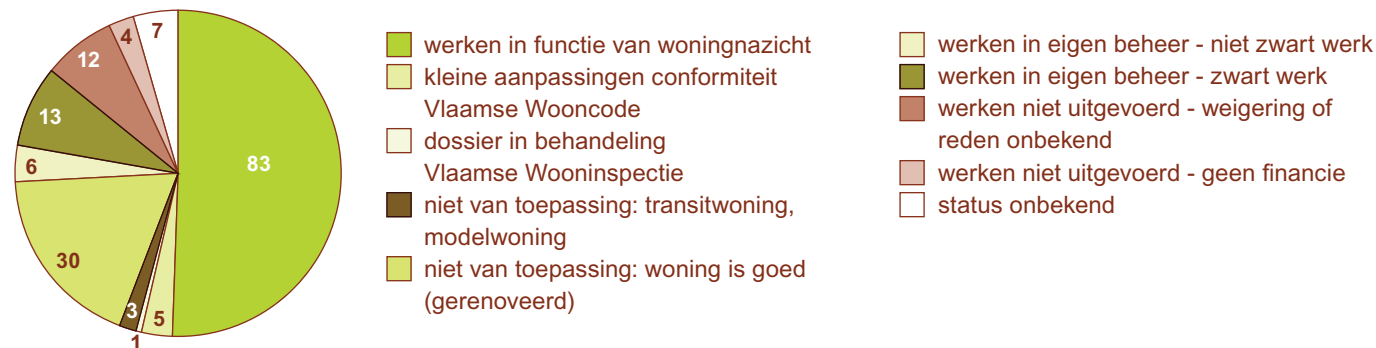 7
4
12
13
83
6
30
3
5
1
werken in functie van woningnazicht
kleine aanpassingen conformiteit
Vlaamse Wooncode
dossier in behandeling
Vlaamse Wooninspectie
niet van toepassing: transitwoning,
modelwoning
niet van toepassing: woning is goed
(gerenoveerd)
werken in eigen beheer - niet zwart werk
werken in eigen beheer - zwart werk
werken niet uitgevoerd - weigering of
reden onbekend
werken niet uitgevoerd - geen financie
status onbekend